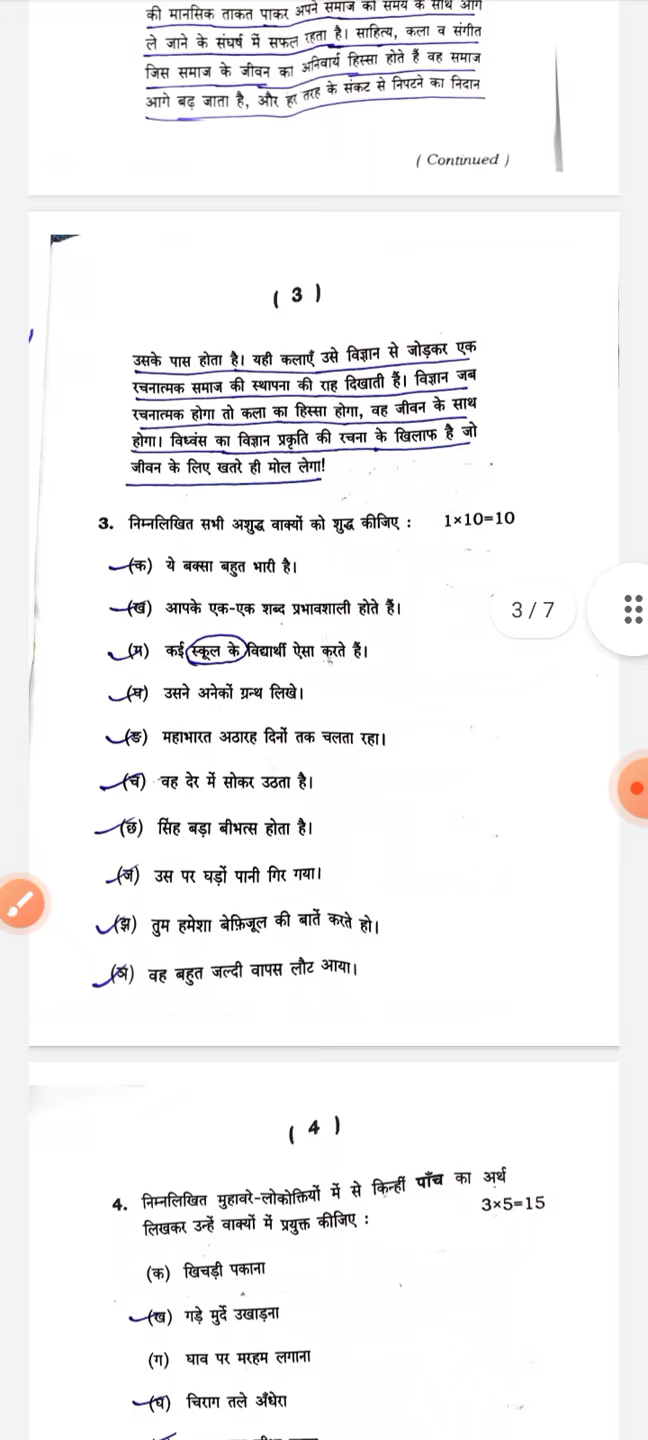 की मानसिक ताकत पाकर अपने समाज को समय के साथ आगे
ले जाने के संघर्ष में सफल रहता है। साहित्य, कला व संगीत
जिस समाज के जीवन का अनिवार्य हिस्सा होते हैं वह समाज
आगे बढ़ जाता है, और हर तरह के संकट से निपटने का निदान
( Continued )
( 3 )
उसके पास होता है। यही कलाएँ उसे विज्ञान से जोड़कर एक
रचनात्मक समाज की स्थापना की राह दिखाती हैं। विज्ञान जब
रचनात्मक होगा तो कला का हिस्सा होगा, वह जीवन के साथ
होगा। विध्वंस का विज्ञान प्रकृति की रचना के खिलाफ है जो
जीवन के लिए खतरे ही मोल लेगा!
3. निम्नलिखित सभी अशुद्ध वाक्यों को शुद्ध कीजिए : 1×10=10
(क) ये बक्सा बहुत भारी है।
(ख) आपके एक-एक शब्द प्रभावशाली होते हैं।
3 / 7
(ग) कई स्कूल के विद्यार्थी ऐसा करते हैं।
(घ) उसने अनेकों ग्रन्थ लिखे।
(ङ) महाभारत अठारह दिनों तक चलता रहा।
(च) वह देर में सोकर उठता है।
(छ) सिंह बड़ा बीभत्स होता है।
(ज) उस पर घड़ों पानी गिर गया।
(झ) तुम हमेशा बेफ़िजूल की बातें करते हो।
(ञ) वह बहुत जल्दी वापस लौट आया।
( 4 )
4. निम्नलिखित मुहावरे-लोकोक्तियों में से किन्हीं पाँच का अर्थ
लिखकर उन्हें वाक्यों में प्रयुक्त कीजिए : 3×5=15
(क) खिचड़ी पकाना
(ख) गड़े मुर्दे उखाड़ना
(ग) घाव पर मरहम लगाना
(घ) चिराग तले अँधेरा